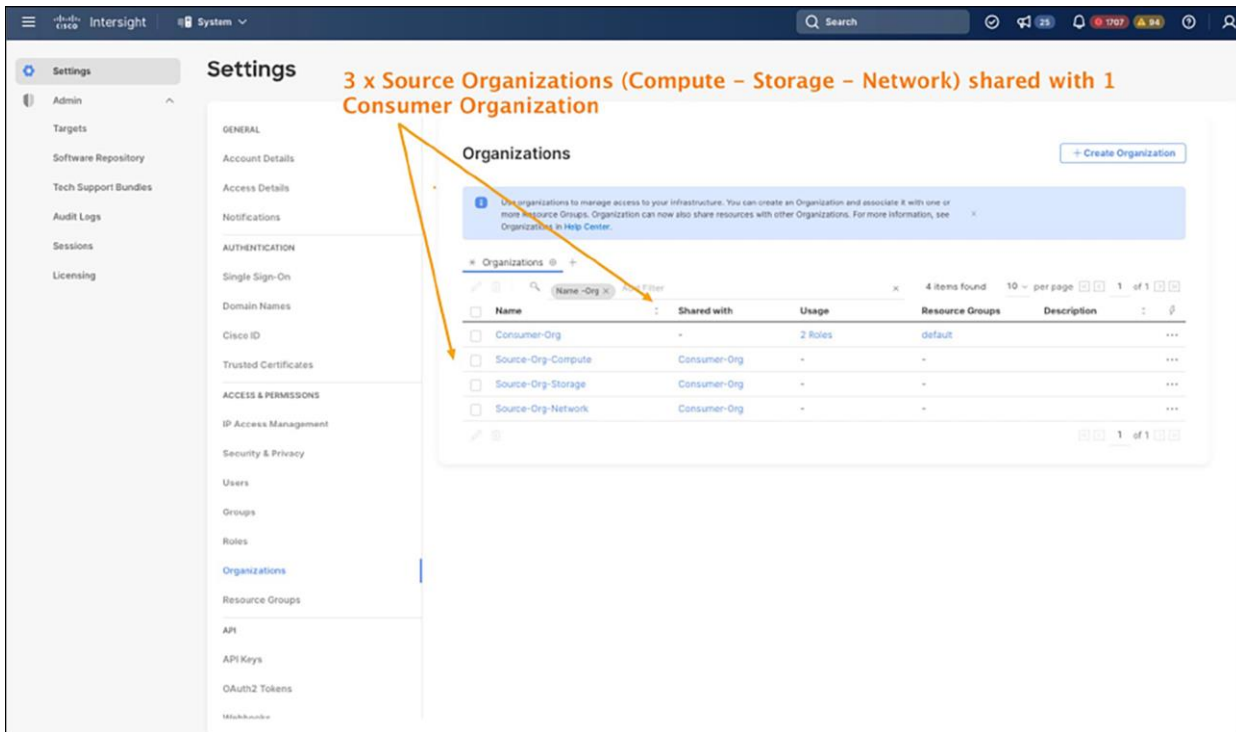 cisco Intersight System Search 25 1707 94
Settings
Admin
Targets
Software Repository
Tech Support Bundles
Audit Logs
Sessions
Licensing
Settings
3 x Source Organizations (Compute – Storage – Network) shared with 1
Consumer Organization
GENERAL
Account Details
Access Details
Notifications
AUTHENTICATION
Single Sign-On
Domain Names
Cisco ID
Trusted Certificates
ACCESS & PERMISSIONS
IP Access Management
Security & Privacy
Users
Groups
Roles
Organizations
Resource Groups
API
API Keys
OAuth2 Tokens
Webhooks
Organizations
+ Create Organization
Use organizations to manage access to your infrastructure. You can create an Organization and associate it with one or
more Resource Groups. Organization can now also share resources with other Organizations. For more information, see
Organizations in Help Center.
Organizations +
Name -Org × Add Filter × 4 items found 10 per page 1 of 1
Name Shared with Usage Resource Groups Description
Consumer-Org - 2 Roles default ...
Source-Org-Compute Consumer-Org - - ...
Source-Org-Storage Consumer-Org - - ...
Source-Org-Network Consumer-Org - - ...
1 of 1